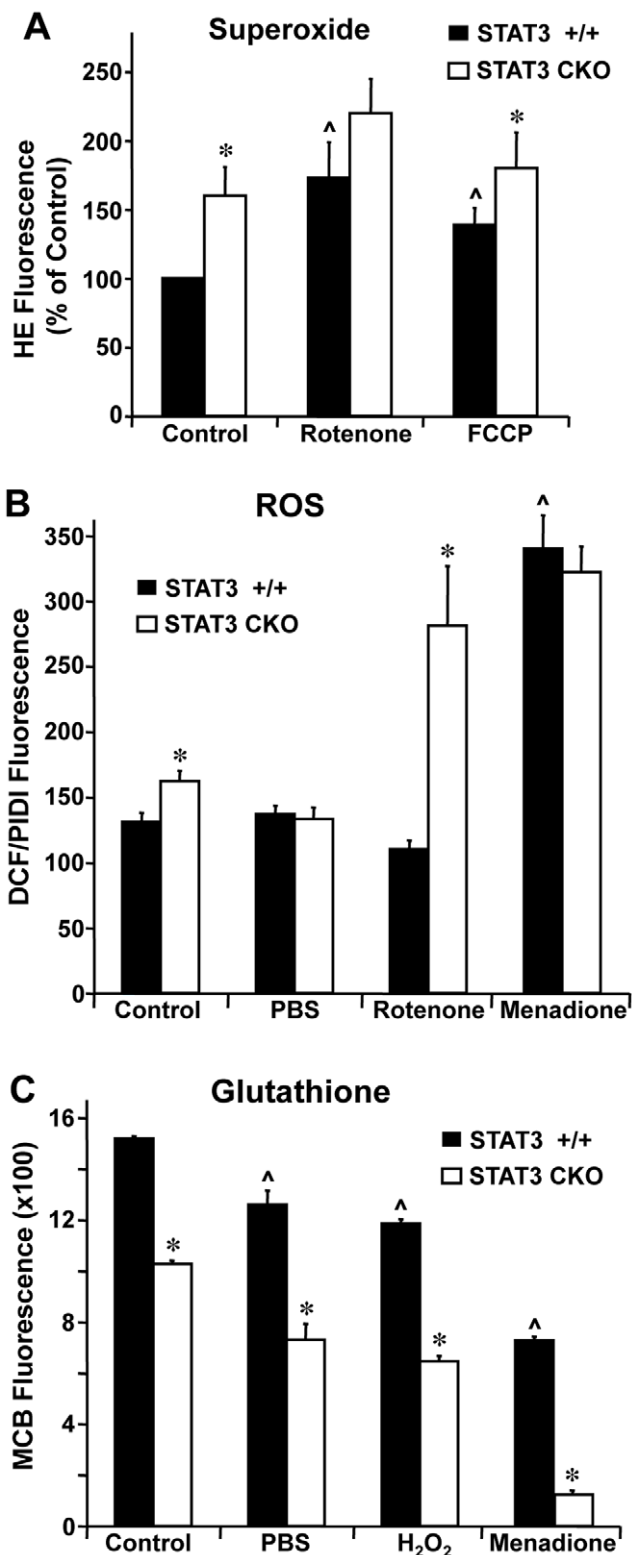 A
Superoxide
STAT3 +/+
STAT3 CKO
HE Fluorescence
(% of Control)
250
200
150
100
50
0
^
*
^
*
Control
Rotenone
FCCP
B
ROS
STAT3 +/+
STAT3 CKO
DCF/PIDI Fluorescence
350
300
250
200
150
100
50
0
*
*
^
Control
PBS
Rotenone
Menadione
C
Glutathione
STAT3 +/+
STAT3 CKO
MCB Fluorescence (x100)
16
12
8
4
0
*
^
*
^
*
^
*
Control
PBS
H₂O₂
Menadione